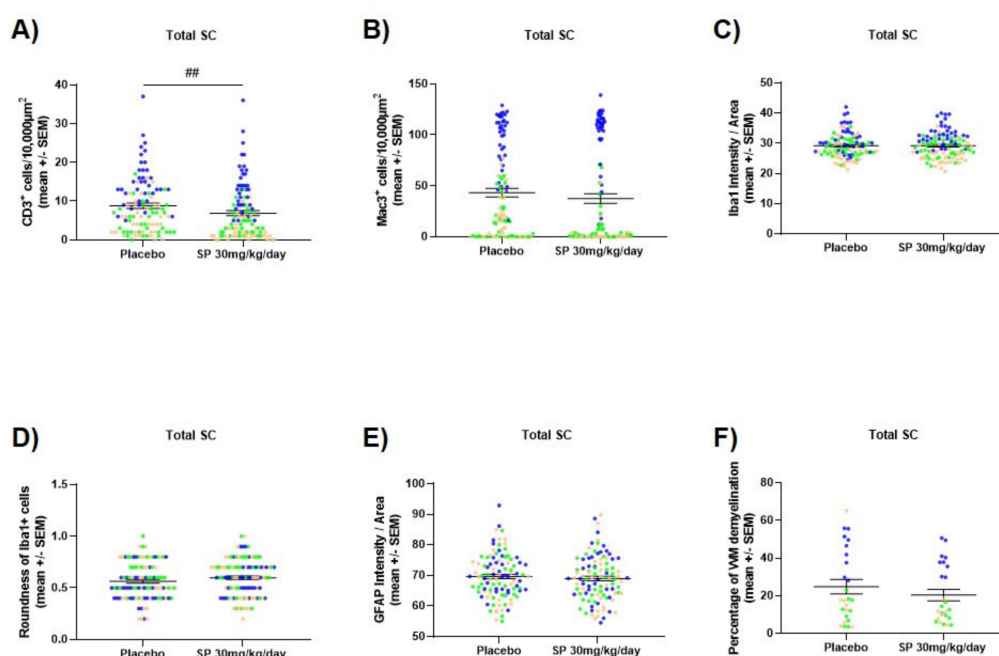 A)
Total SC
##
CD3⁺ cells/10,000µm²
(mean +/- SEM)
40
30
20
10
0
Placebo
SP 30mg/kg/day
B)
Total SC
Mac3⁺ cells/10,000µm²
(mean +/- SEM)
150
100
50
0
Placebo
SP 30mg/kg/day
C)
Total SC
Iba1 Intensity / Area
(mean +/- SEM)
50
40
30
20
10
0
Placebo
SP 30mg/kg/day
D)
Total SC
Roundness of Iba1+ cells
(mean +/- SEM)
1.5
1.0
0.5
0.0
Placebo
SP 30mg/kg/day
E)
Total SC
GFAP Intensity / Area
(mean +/- SEM)
100
90
80
70
60
50
Placebo
SP 30mg/kg/day
F)
Total SC
Percentage of WM demyelination
(mean +/- SEM)
80
60
40
20
0
Placebo
SP 30mg/kg/day